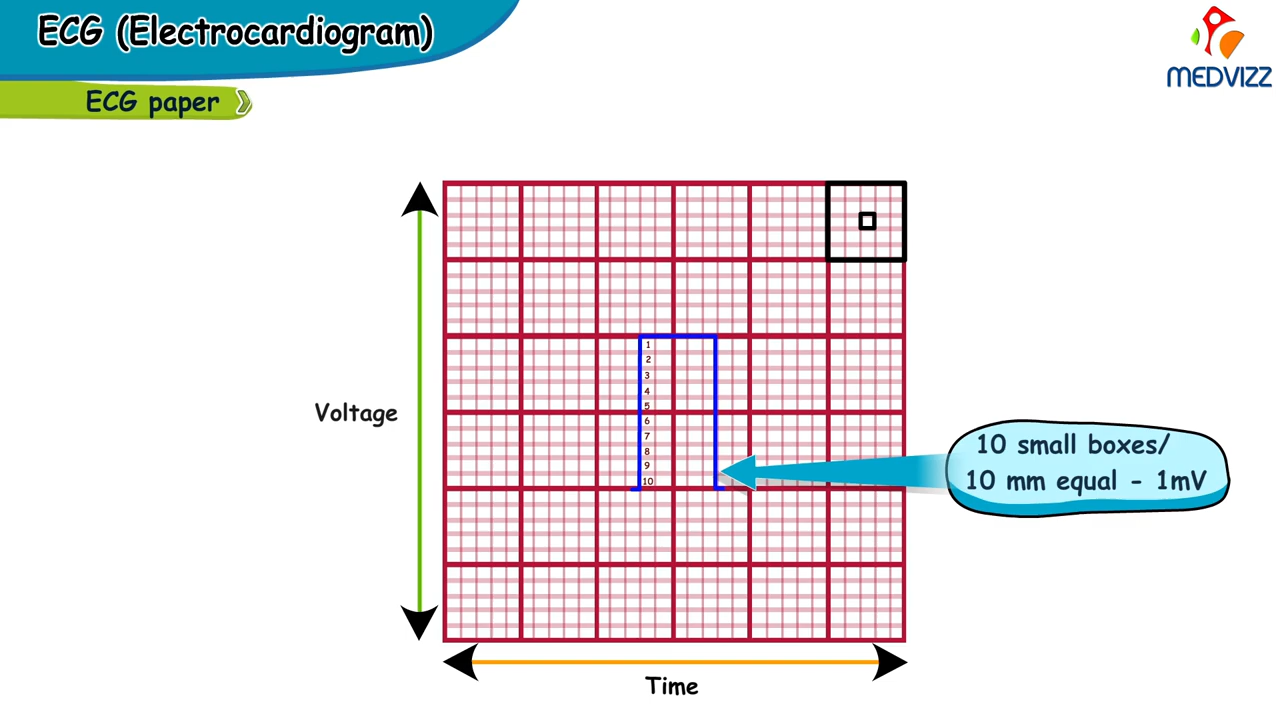 ECG (Electrocardiogram)
MEDVIZZ
ECG paper
1
2
3
4
5
6
7
8
9
10
Voltage
10 small boxes/
10 mm equal - 1mV
Time